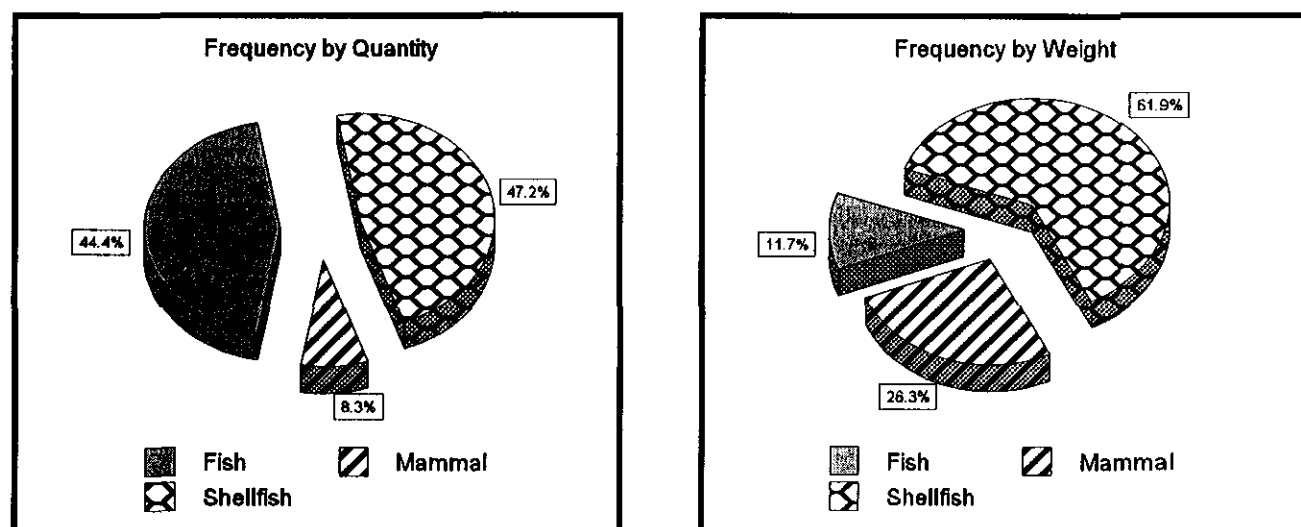 Frequency by Quantity
47.2%
44.4%
8.3%
Fish
Mammal
Shellfish
Frequency by Weight
61.9%
11.7%
26.3%
Fish
Mammal
Shellfish